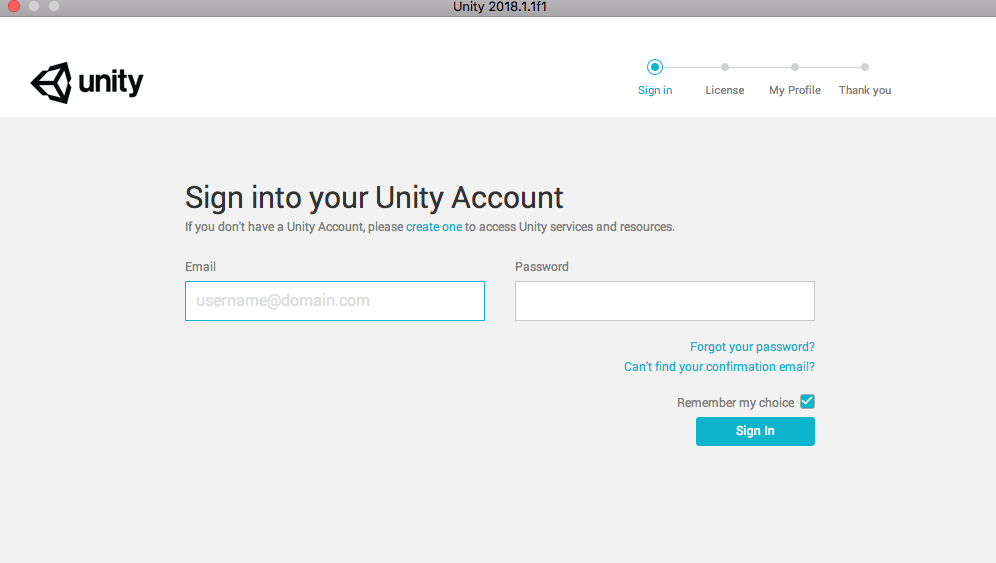 Unity 2018.1.1f1
unity
Sign in License My Profile Thank you
Sign into your Unity Account
If you don't have a Unity Account, please create one to access Unity services and resources.
Email Password
username@domain.com
Forgot your password?
Can't find your confirmation email?
Remember my choice
Sign In